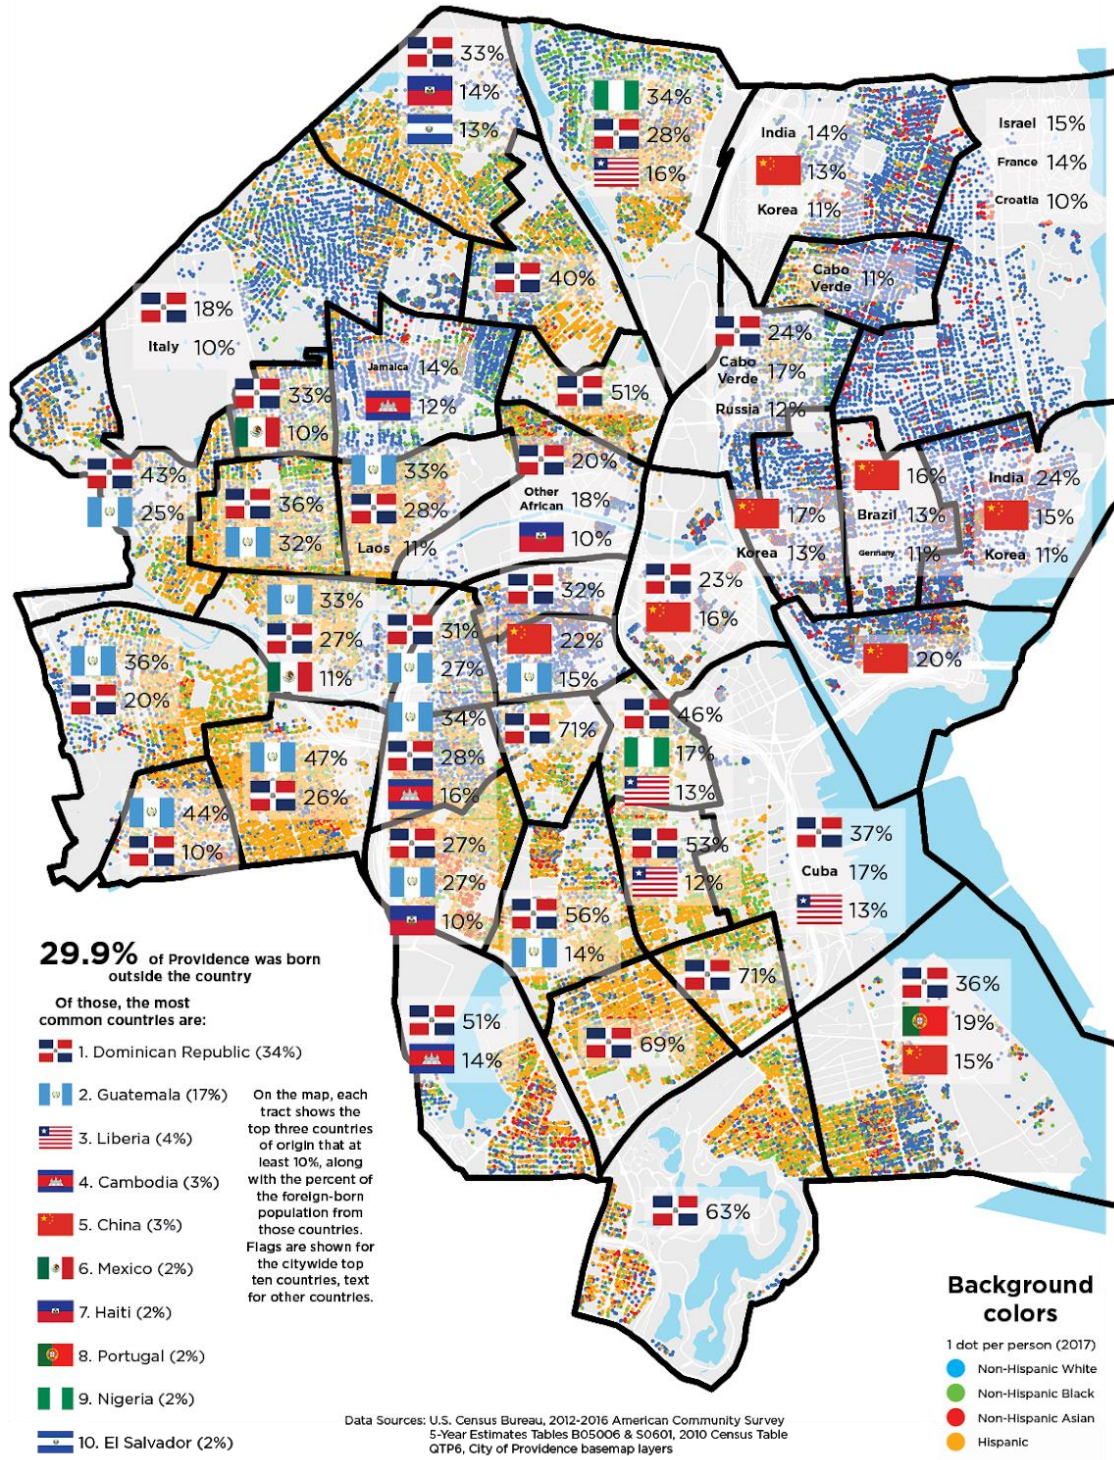 33%
14%
13%
34%
28%
16%
India 14%
13%
Korea 11%
Israel 15%
France 14%
Croatia 10%
40%
Cabo Verde 11%
18%
Italy 10%
Jamaica 14%
12%
24%
Cabo Verde 17%
Russia 12%
33%
10%
51%
43%
25%
36%
32%
33%
28%
Laos 11%
20%
Other African 18%
10%
17%
Korea 13%
16%
Brazil 13%
Germany 11%
India 24%
15%
Korea 11%
33%
27%
11%
31%
27%
32%
22%
15%
23%
16%
20%
36%
20%
47%
26%
34%
28%
16%
71%
46%
17%
13%
44%
10%
27%
27%
10%
53%
12%
37%
Cuba 17%
13%
56%
14%
71%
69%
51%
14%
36%
19%
15%
63%
29.9% of Providence was born
outside the country
Of those, the most
common countries are:
1. Dominican Republic (34%)
2. Guatemala (17%)
3. Liberia (4%)
4. Cambodia (3%)
5. China (3%)
6. Mexico (2%)
7. Haiti (2%)
8. Portugal (2%)
9. Nigeria (2%)
10. El Salvador (2%)
On the map, each
tract shows the
top three countries
of origin that at
least 10%, along
with the percent of
the foreign-born
population from
those countries.
Flags are shown for
the citywide top
ten countries, text
for other countries.
Background
colors
1 dot per person (2017)
Non-Hispanic White
Non-Hispanic Black
Non-Hispanic Asian
Hispanic
Data Sources: U.S. Census Bureau, 2012-2016 American Community Survey
5-Year Estimates Tables B05006 & S0601, 2010 Census Table
QTP6, City of Providence basemap layers